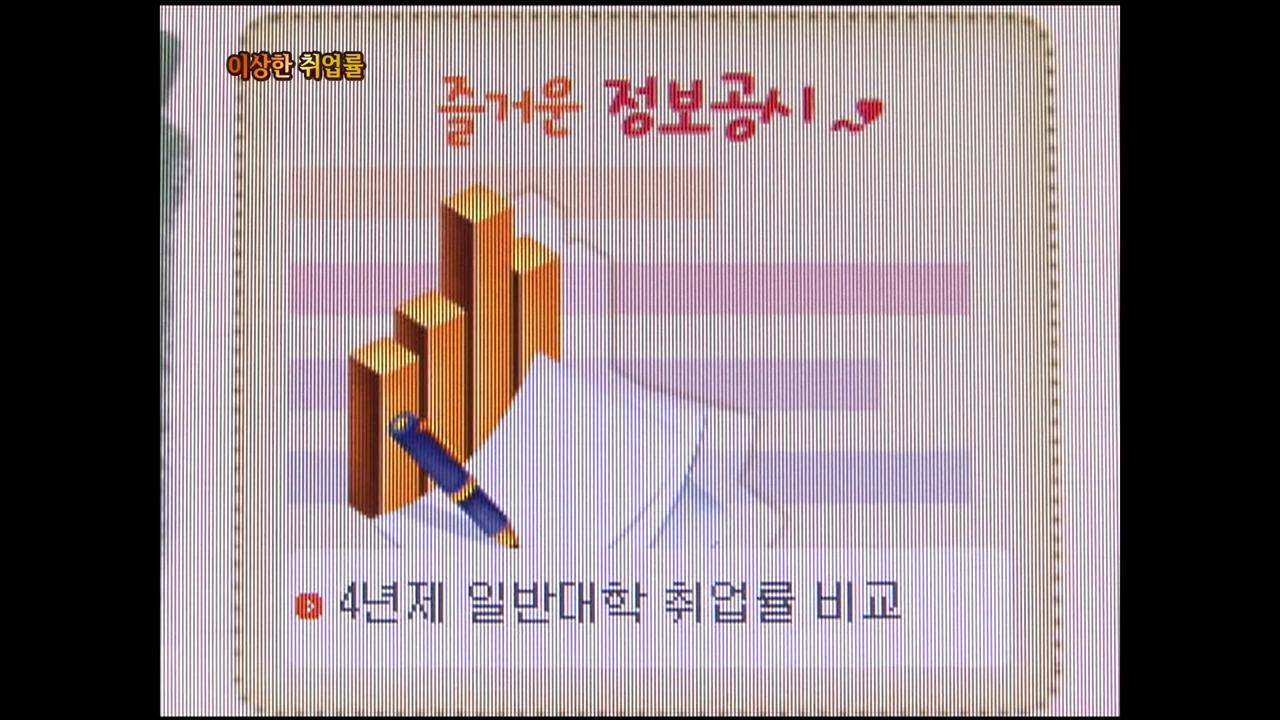 이상한 취업률
즐거운 정보공시
4년제 일반대학 취업률 비교